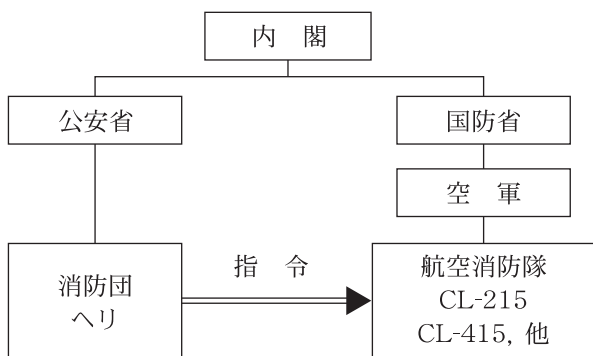 内 閣
公安省
国防省
空 軍
消防団
ヘリ
指 令
航空消防隊
CL-215
CL-415, 他